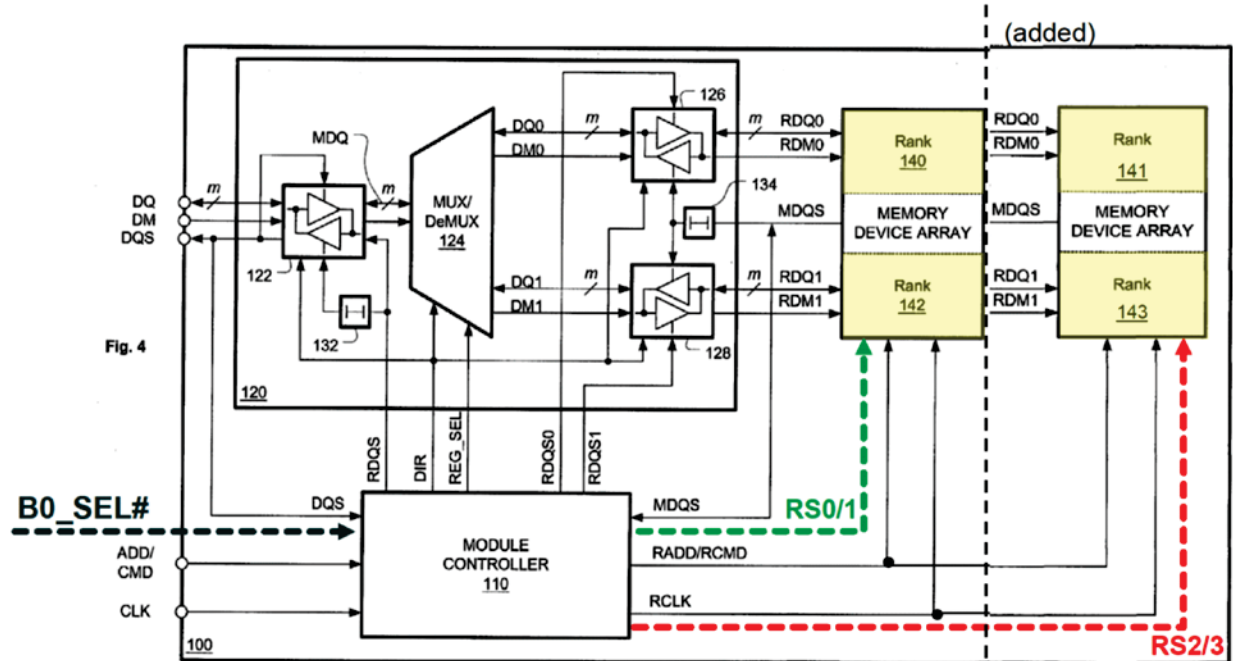 (added)
126
m
DQ0
m
RDQ0
RDQ0
MDQ
DM0
RDM0
Rank
140
RDM0
Rank
141
134
m
m
DQ
MUX/
DeMUX
124
MDQS
MEMORY
DEVICE ARRAY
MDQS
MEMORY
DEVICE ARRAY
DM
DQS
122
m
DQ1
m
RDQ1
RDQ1
DM1
RDM1
Rank
142
RDM1
Rank
143
132
128
Fig. 4
120
RDQS
DIR
REG_SEL
RDQS0
RDQS1
B0_SEL#
DQS
MDQS
RS0/1
ADD/
CMD
MODULE
CONTROLLER
110
RADD/RCMD
CLK
RCLK
100
RS2/3